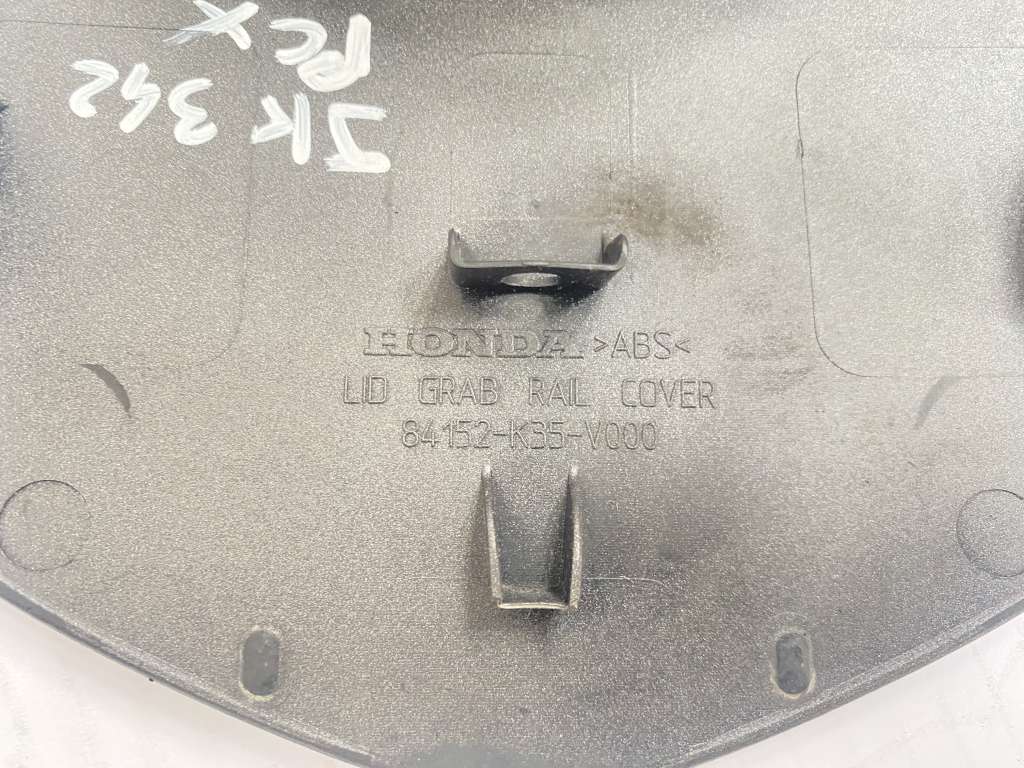 JK 342
PCX
HONDA >ABS<
LID GRAB RAIL COVER
84152-K35-V000